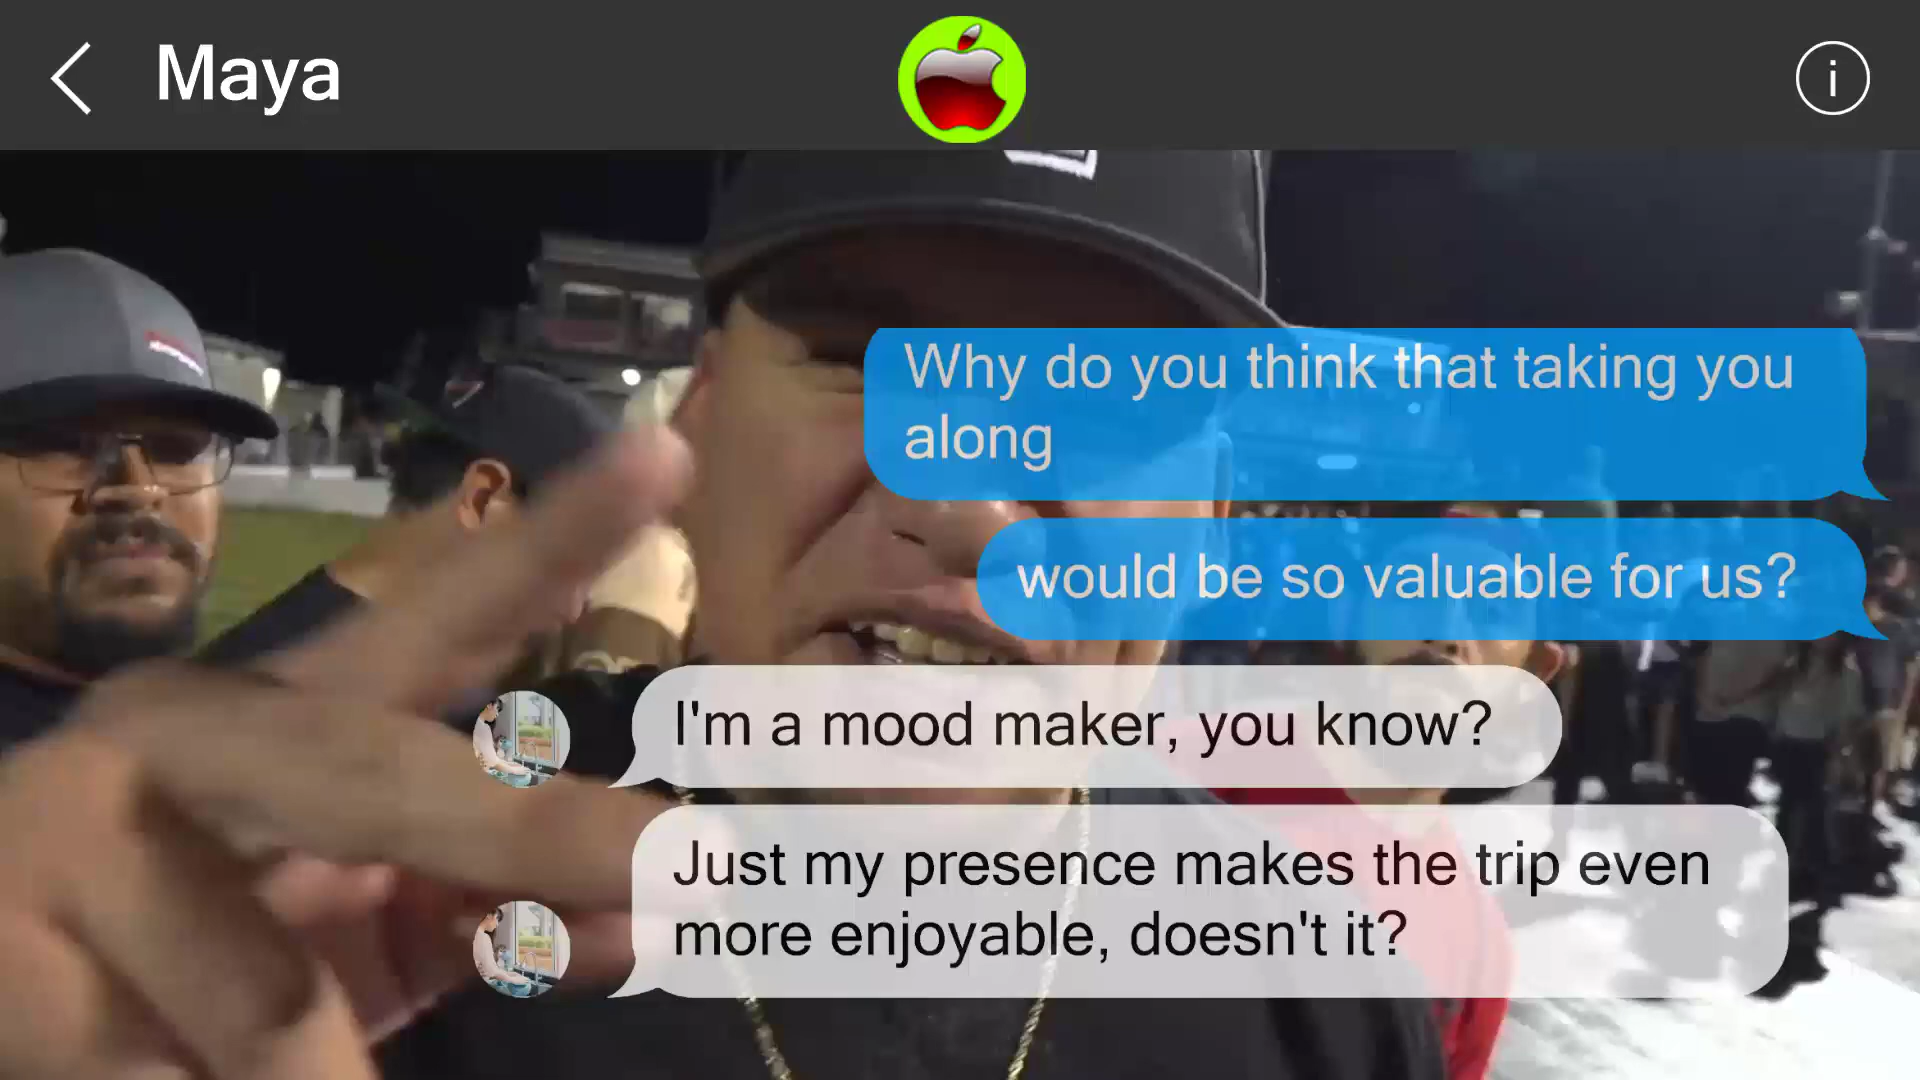 Maya
Why do you think that taking you
along
would be so valuable for us?
I'm a mood maker, you know?
Just my presence makes the trip even
more enjoyable, doesn't it?